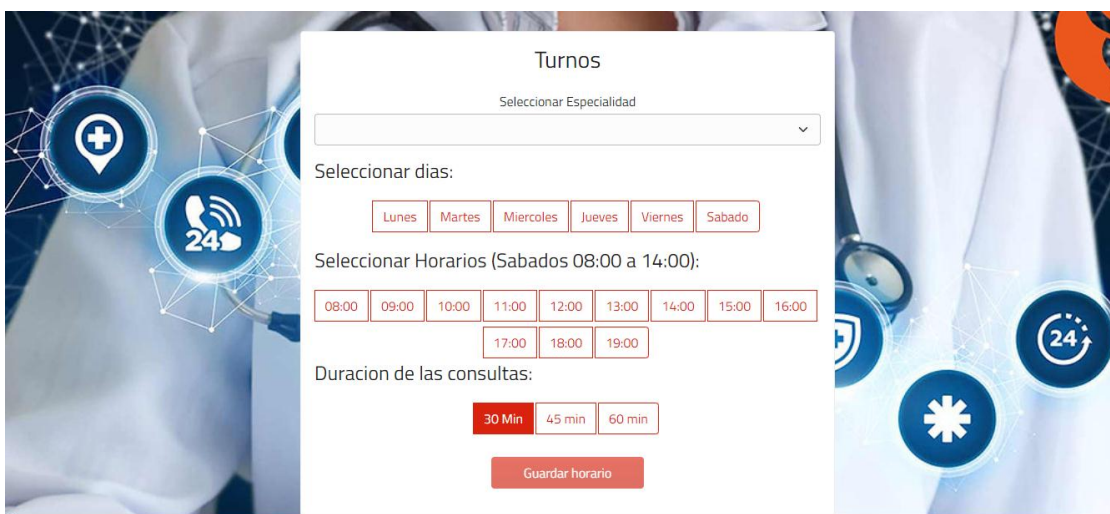 Turnos
Seleccionar Especialidad
Seleccionar dias:
Lunes Martes Miercoles Jueves Viernes Sabado
Seleccionar Horarios (Sabados 08:00 a 14:00):
08:00 09:00 10:00 11:00 12:00 13:00 14:00 15:00 16:00
17:00 18:00 19:00
Duracion de las consultas:
30 Min 45 min 60 min
Guardar horario
24
24